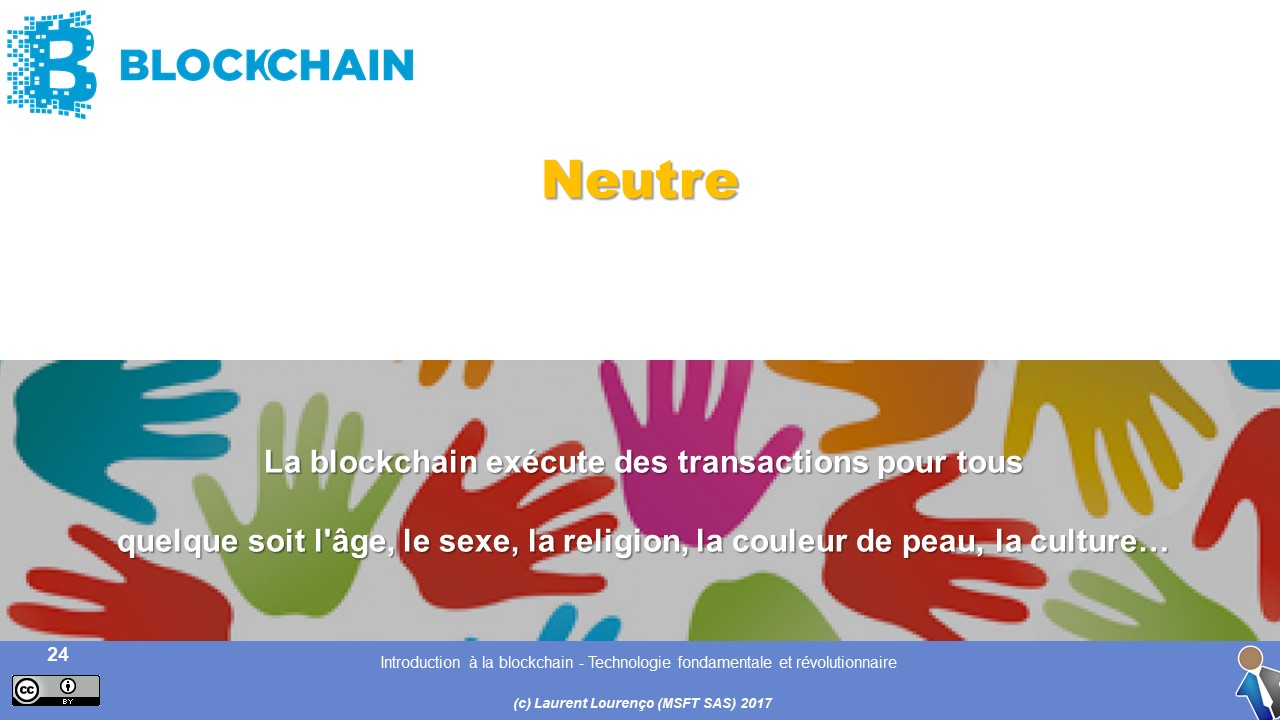 BLOCKCHAIN
Neutre
La blockchain exécute des transactions pour tous
quelque soit l'âge, le sexe, la religion, la couleur de peau, la culture…
24
Introduction à la blockchain - Technologie fondamentale et révolutionnaire
cc
BY
(c) Laurent Lourenço (MSFT SAS) 2017